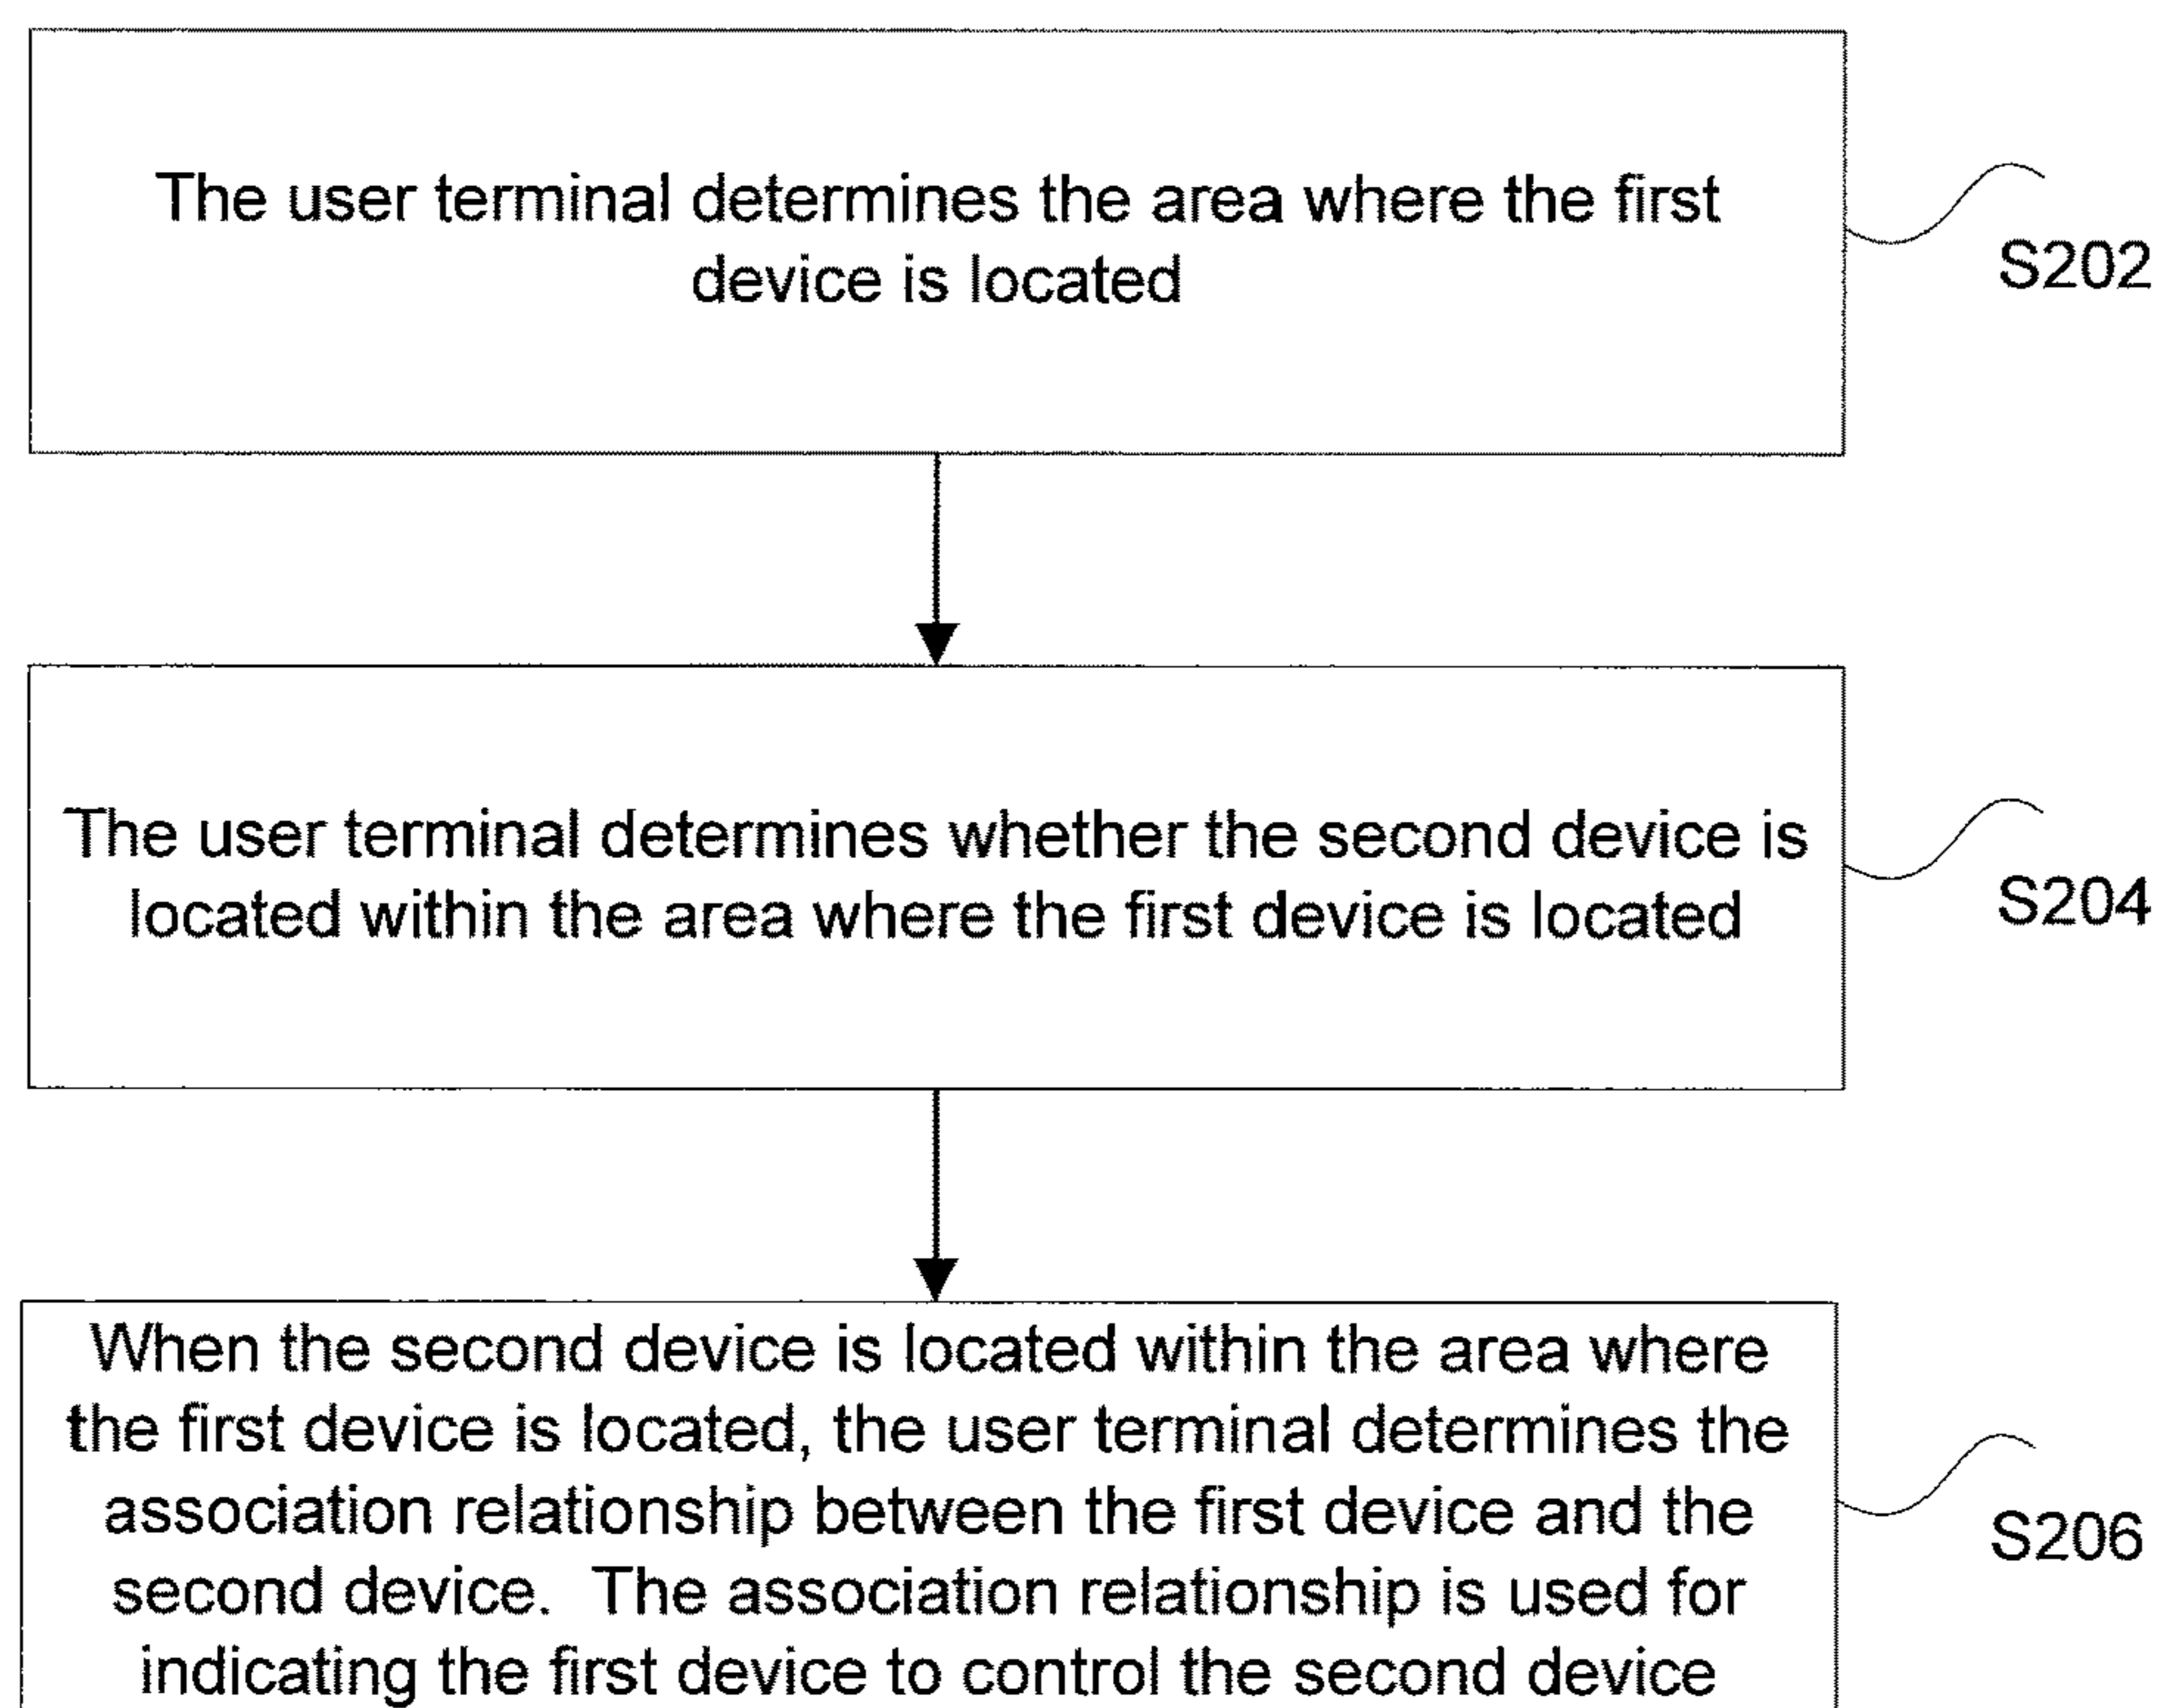 The user terminal determines the area where the first
device is located
S202
The user terminal determines whether the second device is
located within the area where the first device is located
S204
When the second device is located within the area where
the first device is located, the user terminal determines the
association relationship between the first device and the
second device.  The association relationship is used for
indicating the first device to control the second device
S206